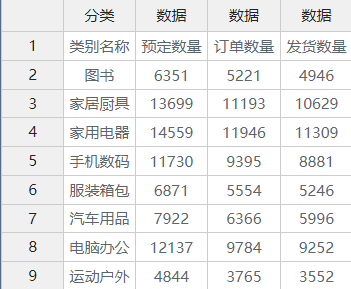 分类 数据 数据 数据
1 类别名称 预定数量 订单数量 发货数量
2 图书 6351 5221 4946
3 家居厨具 13699 11193 10629
4 家用电器 14559 11946 11309
5 手机数码 11730 9395 8881
6 服装箱包 6871 5554 5246
7 汽车用品 7922 6366 5996
8 电脑办公 12137 9784 9252
9 运动户外 4844 3765 3552